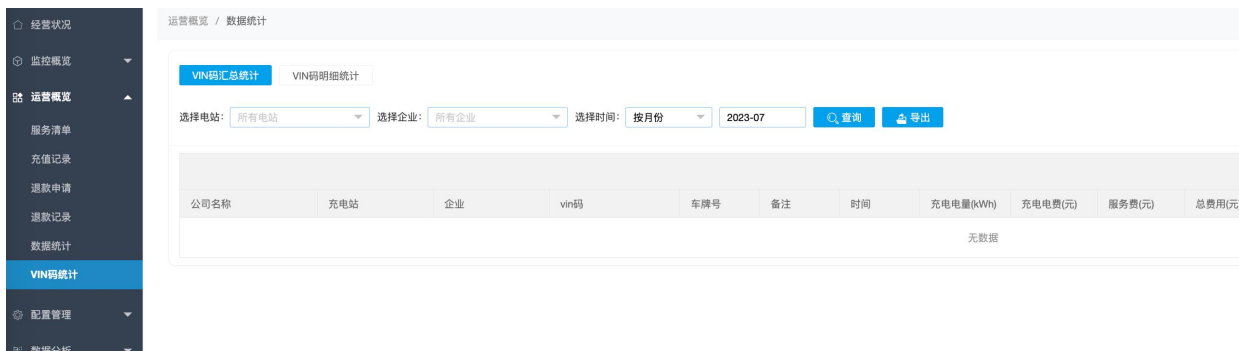 经营状况
监控概览
运营概览
服务清单
充值记录
退款申请
退款记录
数据统计
VIN码统计
配置管理
数据分析
运营概览 / 数据统计
VIN码汇总统计 VIN码明细统计
选择电站: 所有电站 选择企业: 所有企业 选择时间: 按月份 2023-07 查询 导出
公司名称 充电站 企业 vin码 车牌号 备注 时间 充电电量(kWh) 充电电费(元) 服务费(元) 总费用(元
无数据